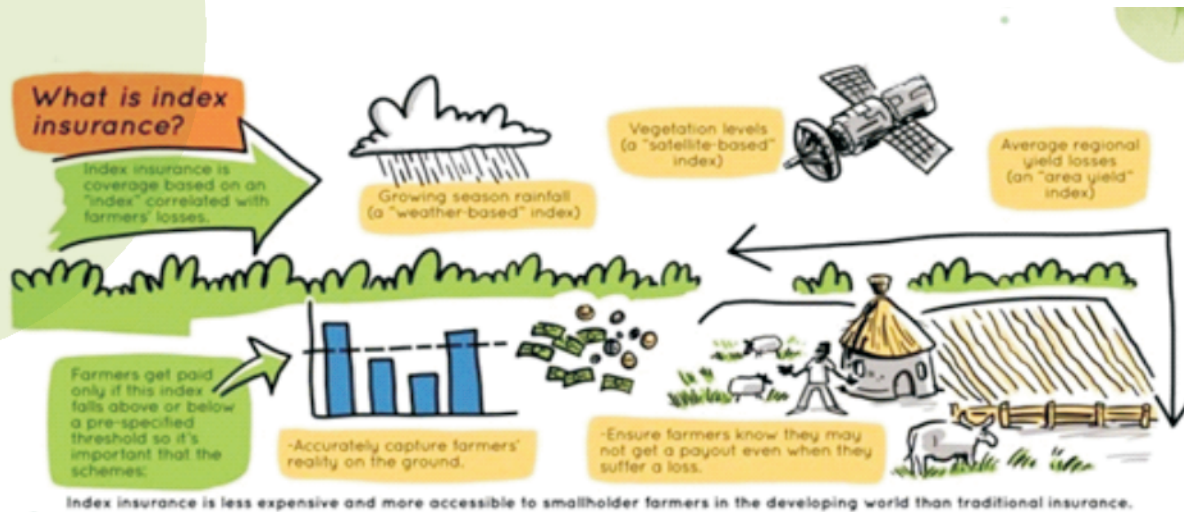 What is index
insurance?
Index insurance is
coverage based on an
"index" correlated with
farmers' losses.
Growing season rainfall
(a "weather-based" index)
Vegetation levels
(a "satellite-based"
index)
Average regional
yield losses
(an "area yield"
index)
Farmers get paid
only if this index
falls above or below
a pre-specified
threshold so it's
important that the
schemes:
-Accurately capture farmers'
reality on the ground.
-Ensure farmers know they may
not get a payout even when they
suffer a loss.
Index insurance is less expensive and more accessible to smallholder farmers in the developing world than traditional insurance.